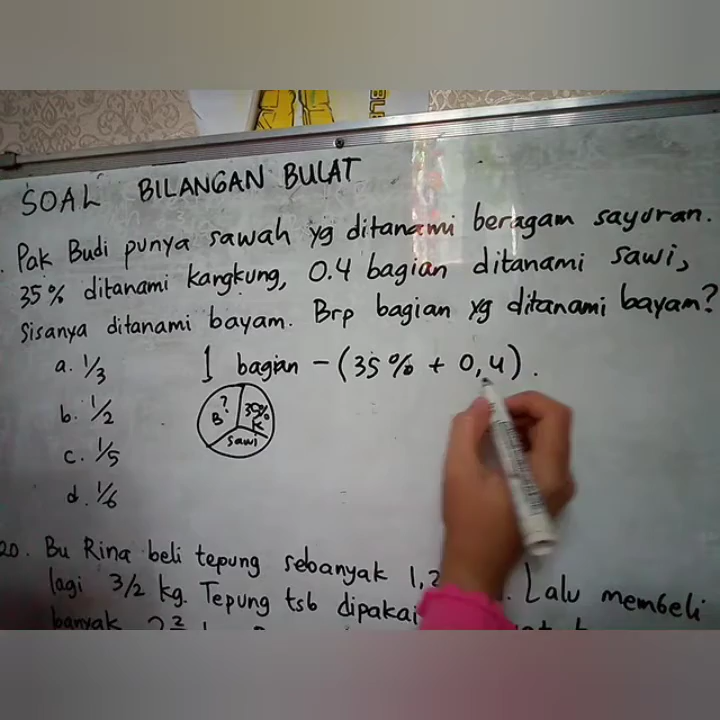 SOAL BILANGAN BULAT
. Pak Budi punya sawah yg ditanami beragam sayuran.
35% ditanami kangkung, 0.4 bagian ditanami sawi,
Sisanya ditanami bayam. Brp bagian yg ditanami bayam?
a. 1/3
1 bagian - (35% + 0,4).
b. 1/2
B ? 35% K
sawi
c. 1/5
d. 1/6
20. Bu Rina beli tepung sebanyak 1,2 . Lalu membeli
lagi 3/2 kg. Tepung tsb dipakai
banyak 2